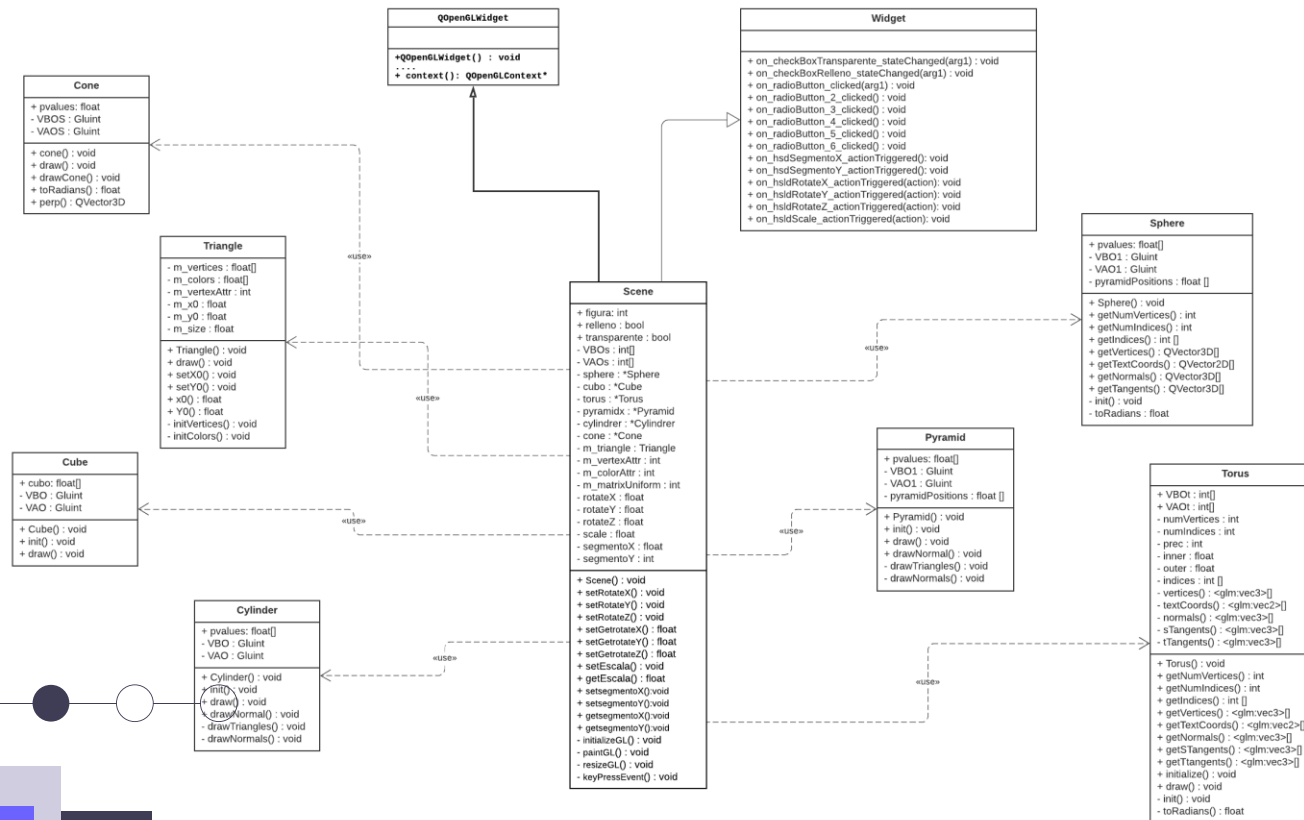 QOpenGLWidget
+QOpenGLWidget() : void
....
+ context(): QOpenGLContext*
Widget
+ on_checkBoxTransparente_stateChanged(arg1) : void
+ on_checkBoxRelleno_stateChanged(arg1) : void
+ on_radioButton_clicked(arg1) : void
+ on_radioButton_2_clicked() : void
+ on_radioButton_3_clicked() : void
+ on_radioButton_4_clicked() : void
+ on_radioButton_5_clicked() : void
+ on_radioButton_6_clicked() : void
+ on_hsdSegmentoX_actionTriggered(): void
+ on_hsdSegmentoY_actionTriggered(): void
+ on_hsldRotateX_actionTriggered(action): void
+ on_hsldRotateY_actionTriggered(action): void
+ on_hsldRotateZ_actionTriggered(action): void
+ on_hsldScale_actionTriggered(action): void
Cone
+ pvalues: float
- VBOS : Gluint
- VAOS : Gluint
+ cone() : void
+ draw() : void
+ drawCone() : void
+ toRadians() : float
+ perp() : QVector3D
Triangle
- m_vertices : float[]
- m_colors : float[]
- m_vertexAttr : int
- m_x0 : float
- m_y0 : float
- m_size : float
+ Triangle() : void
+ draw() : void
+ setX0() : void
+ setY0() : void
+ x0() : float
+ Y0() : float
- initVertices() : void
- initColors() : void
«use»
«use»
«use»
«use»
Cube
+ cubo: float[]
- VBO : Gluint
- VAO : Gluint
+ Cube() : void
+ init() : void
+ draw() : void
Cylinder
+ pvalues: float[]
- VBO : Gluint
- VAO : Gluint
+ Cylinder() : void
+ init() : void
+ draw() : void
+ drawNormal() : void
- drawTriangles() : void
- drawNormals() : void
Scene
+ figura: int
+ relleno : bool
+ transparente : bool
- VBOs : int[]
- VAOs : int[]
- sphere : *Sphere
- cubo : *Cube
- torus : *Torus
- pyramidx : *Pyramid
- cylindrer : *Cylindrer
- cone : *Cone
- m_triangle : Triangle
- m_vertexAttr : int
- m_colorAttr : int
- m_matrixUniform : int
- rotateX : float
- rotateY : float
- rotateZ : float
- scale : float
- segmentoX : float
- segmentoY : int
+ Scene() : void
+ setRotateX() : void
+ setRotateY() : void
+ setRotateZ() : void
+ setGetrotateX() : float
+ setGetrotateY() : float
+ setGetrotateZ() : float
+ setEscala() : void
+ getEscala() : float
+ setsegmentoX():void
+ setsegmentoY():void
+ getsegmentoX():void
+ getsegmentoY():void
- initializeGL() : void
- paintGL() : void
- resizeGL() : void
- keyPressEvent() : void
«use»
«use»
«use»
Sphere
+ pvalues: float[]
- VBO1 : Gluint
- VAO1 : Gluint
- pyramidPositions : float []
+ Sphere() : void
+ getNumVertices() : int
+ getNumIndices() : int
+ getIndices() : int []
+ getVertices() : QVector3D[]
+ getTextCoords() : QVector2D[]
+ getNormals() : QVector3D[]
+ getTangents() : QVector3D[]
- init() : void
- toRadians : float
Pyramid
+ pvalues: float[]
- VBO1 : Gluint
- VAO1 : Gluint
- pyramidPositions : float []
+ Pyramid() : void
+ init() : void
+ draw() : void
+ drawNormal() : void
- drawTriangles() : void
- drawNormals() : void
Torus
+ VBOt : int[]
+ VAOt : int[]
- numVertices : int
- numIndices : int
- prec : int
- inner : float
- outer : float
- indices : int []
- vertices() : <glm:vec3>[]
- textCoords() : <glm:vec2>[]
- normals() : <glm:vec3>[]
- sTangents() : <glm:vec3>[]
- tTangents() : <glm:vec3>[]
+ Torus() : void
+ getNumVertices() : int
+ getNumIndices() : int
+ getIndices() : int []
+ getVertices() : <glm:vec3>[]
+ getTextCoords() : <glm:vec2>[
+ getNormals() : <glm:vec3>[]
+ getSTangents() : <glm:vec3>[]
+ getTtangents() : <glm:vec3>[]
+ initialize() : void
+ draw() : void
- init() : void
- toRadians() : float